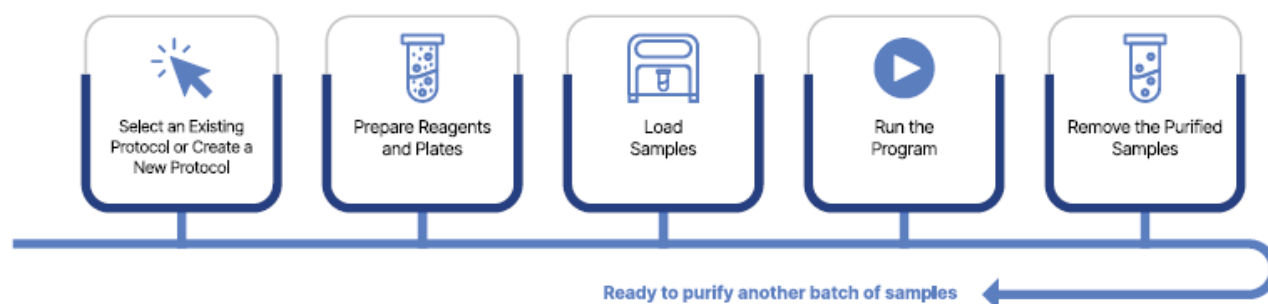 Select an Existing
Protocol or Create a
New Protocol
Prepare Reagents
and Plates
Load
Samples
Run the
Program
Remove the Purified
Samples
Ready to purify another batch of samples